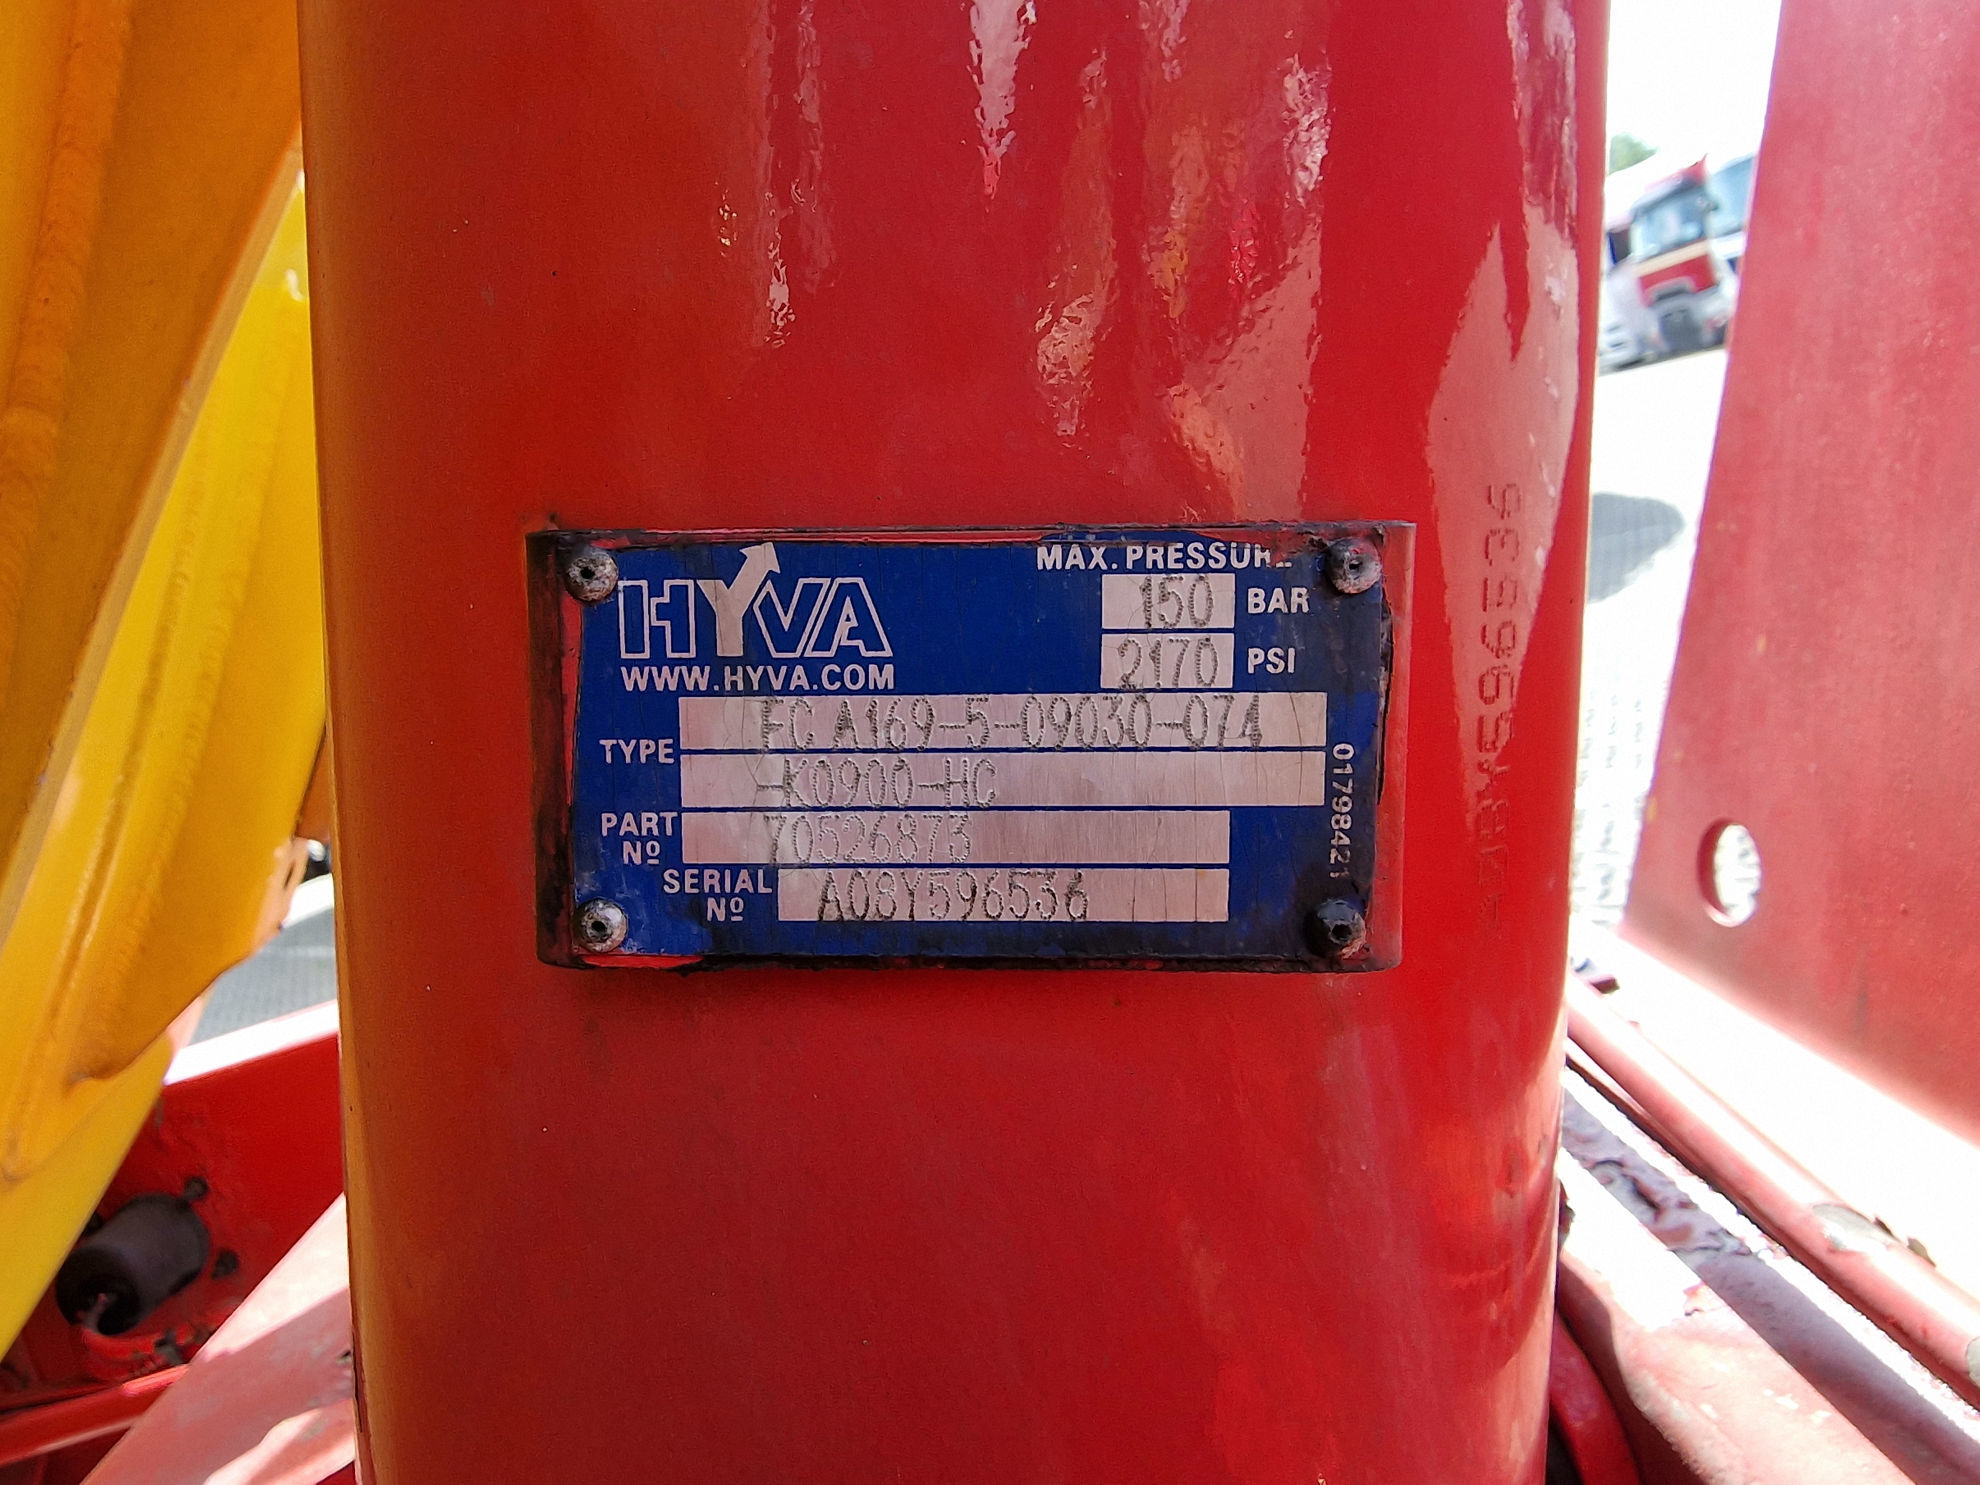 HYVA
WWW.HYVA.COM
MAX. PRESSURE
150 BAR
2170 PSI
TYPE FC A169-5-09030-074
-K0900-HC
PART Nº 70526873
SERIAL Nº A08Y596536
01798421
A08Y596536